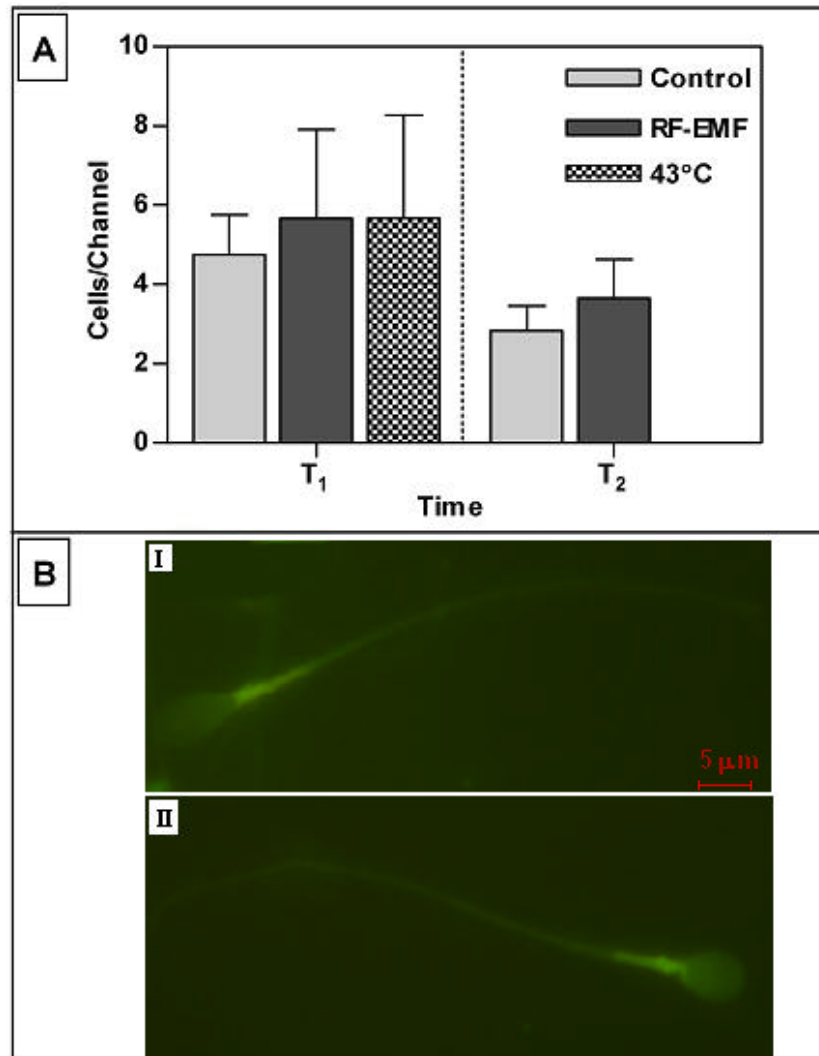 A
10
8
6
4
2
0
Cells/Channel
Control
RF-EMF
43°C
T₁
T₂
Time
B
I
5 µm
II